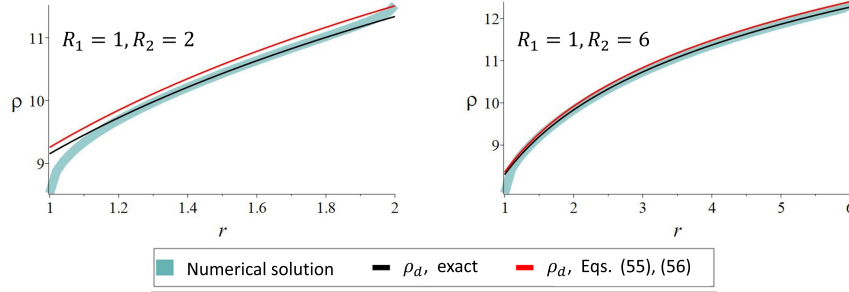 R₁ = 1, R₂ = 2
11
10
9
ρ
1 1.2 1.4 1.6 1.8 2
r
R₁ = 1, R₂ = 6
12
11
10
9
ρ
1 2 3 4 5 6
r
Numerical solution ρ_d, exact ρ_d, Eqs. (55), (56)